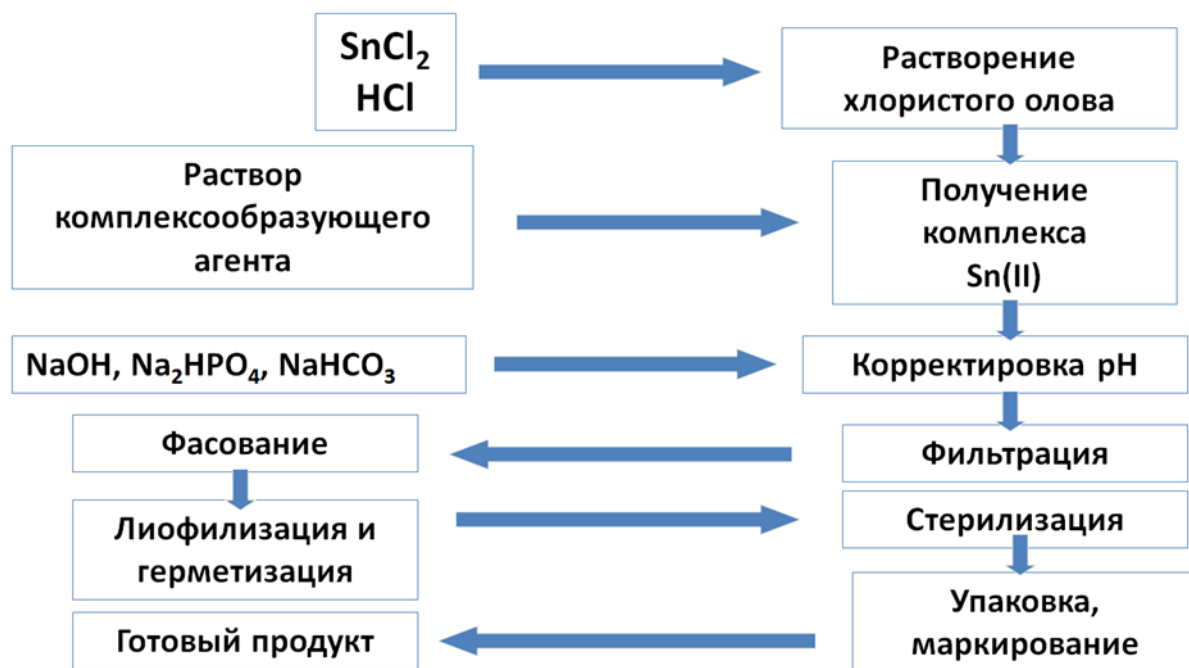 SnCl₂
HCl
Растворение
хлористого олова
Раствор
комплексообразующего
агента
Получение
комплекса
Sn(II)
NaOH, Na₂HPO₄, NaHCO₃
Корректировка pH
Фасование
Фильтрация
Лиофилизация и
герметизация
Стерилизация
Упаковка,
маркирование
Готовый продукт